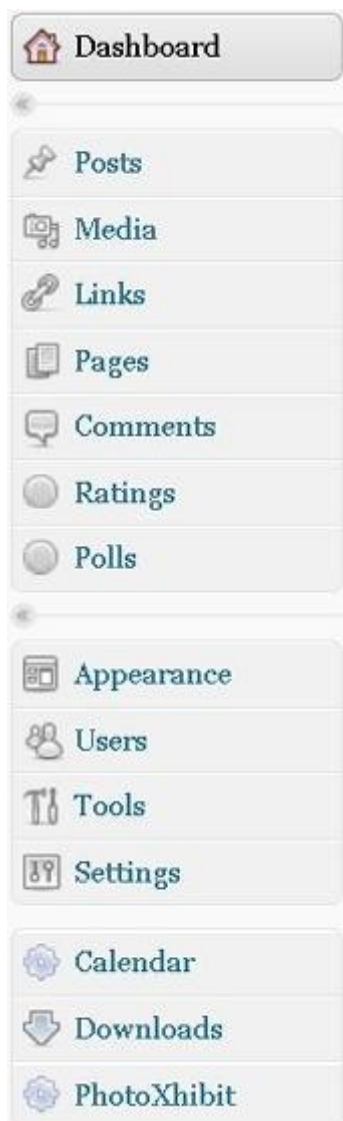 Dashboard
Posts
Media
Links
Pages
Comments
Ratings
Polls
Appearance
Users
Tools
Settings
Calendar
Downloads
PhotoXhibit